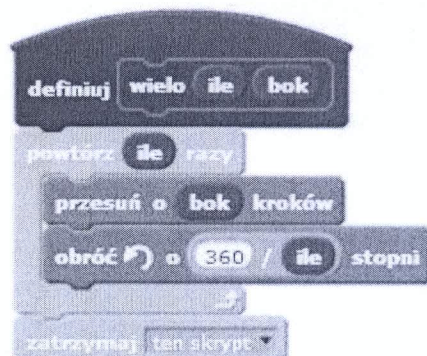 definiuj wielo ile bok
powtórz ile razy
przesuń o bok kroków
obróć o 360 / ile stopni
zatrzymaj ten skrypt